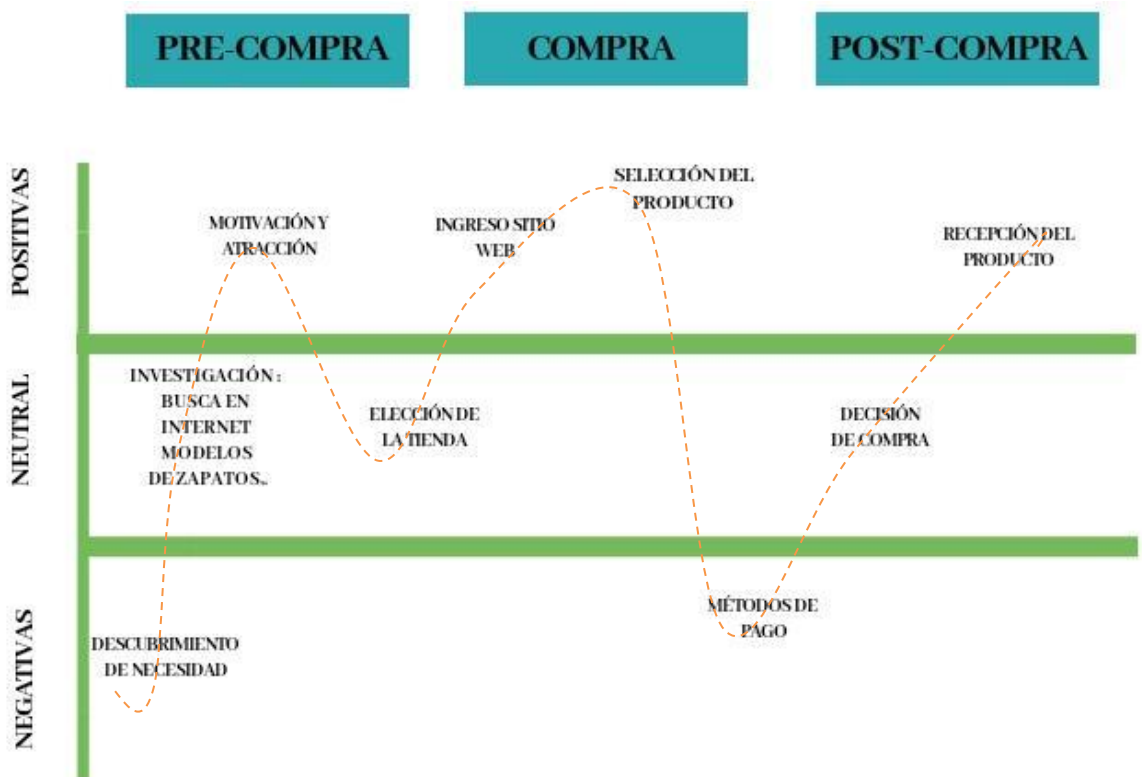 PRE-COMPRA
COMPRA
POST-COMPRA
POSITIVAS
MOTIVACIÓN Y
ATRACCIÓN
INGRESO SITIO
WEB
SELECCIÓN DEL
PRODUCTO
RECEPCIÓN DEL
PRODUCTO
NEUTRAL
INVESTIGACIÓN :
BUSCA EN
INTERNET
MODELOS
DE ZAPATOS..
ELECCIÓN DE
LA TIENDA
DECISIÓN
DE COMPRA
NEGATIVAS
DESCUBRIMIENTO
DE NECESIDAD
MÉTODOS DE
PAGO